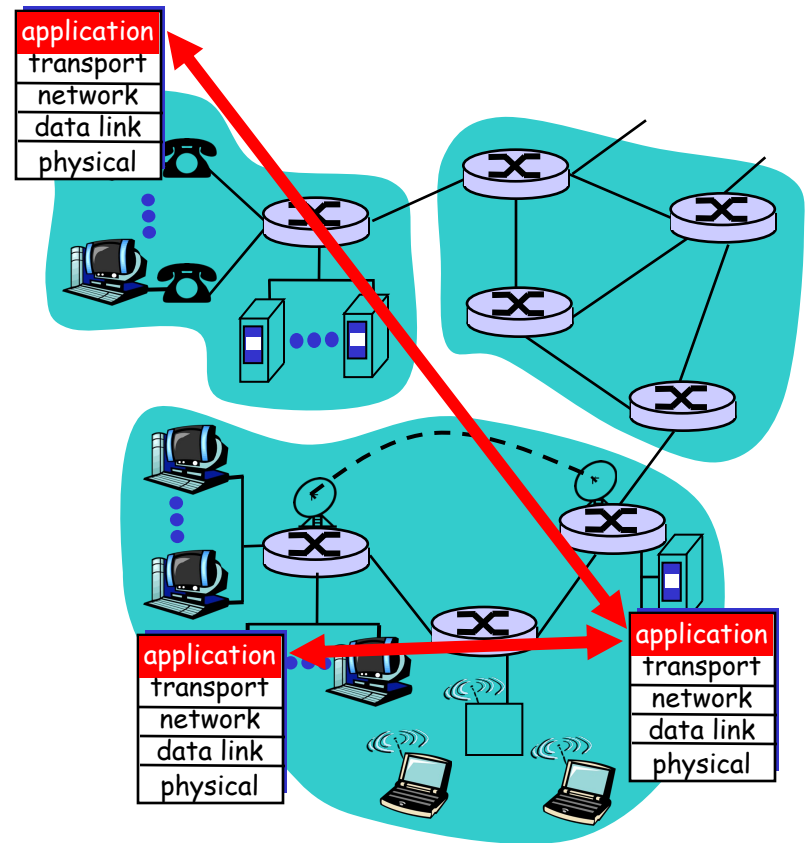 application
transport
network
data link
physical
application
transport
network
data link
physical
application
transport
network
data link
physical